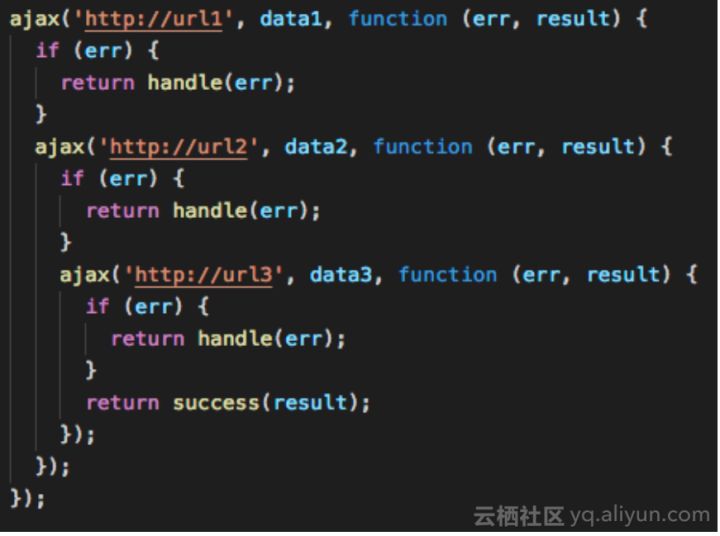 ajax('http://url1', data1, function (err, result) {
  if (err) {
    return handle(err);
  }
  ajax('http://url2', data2, function (err, result) {
    if (err) {
      return handle(err);
    }
    ajax('http://url3', data3, function (err, result) {
      if (err) {
        return handle(err);
      }
      return success(result);
    });
  });
});
云栖社区 yq.aliyun.com